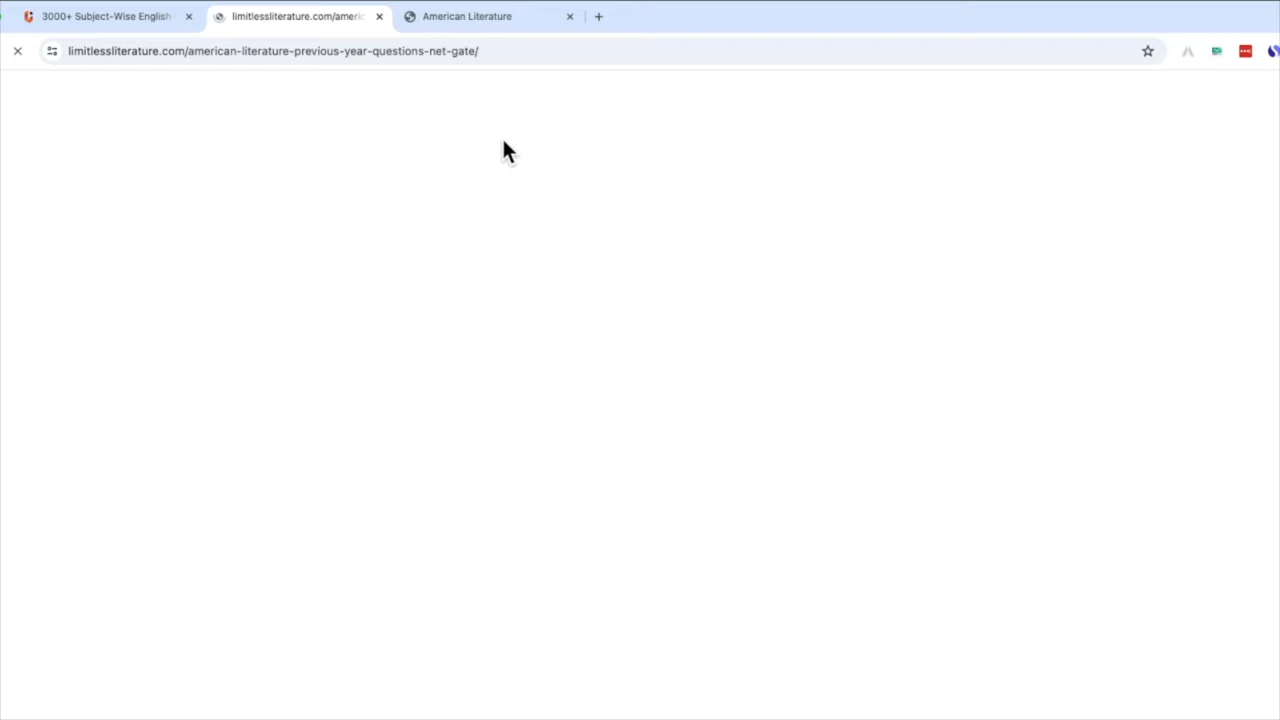 3000+ Subject-Wise English
limitlessliterature.com/americ
American Literature
limitlessliterature.com/american-literature-previous-year-questions-net-gate/